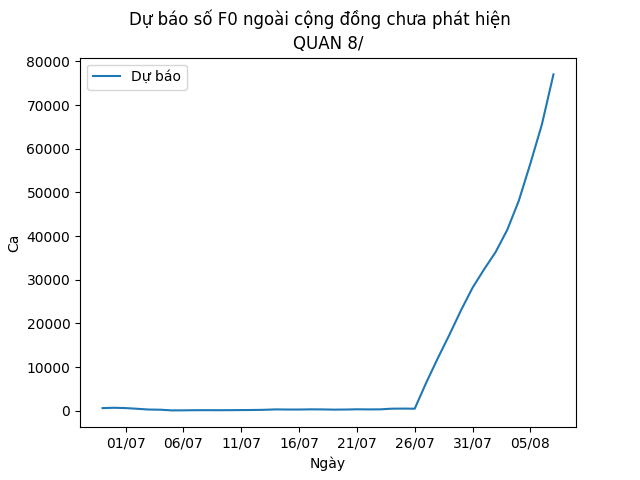 Dự báo số F0 ngoài cộng đồng chưa phát hiện
QUAN 8/
80000
70000
60000
50000
40000
30000
20000
10000
0
Ca
Dự báo
01/07 06/07 11/07 16/07 21/07 26/07 31/07 05/08
Ngày